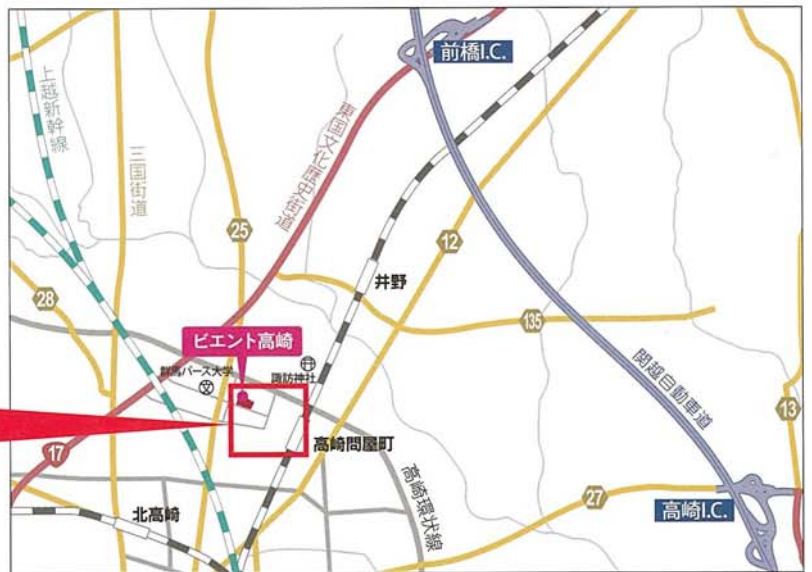 前橋I.C.
上越新幹線
三国街道
東国文化歴史街道
25
12
井野
28
135
ビエント高崎
群馬パース大学
諏訪神社
関越自動車道
13
17
高崎問屋町
高崎環状線
27
北高崎
高崎I.C.